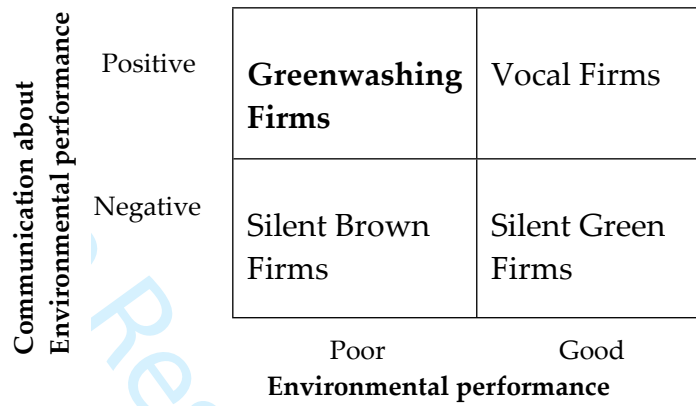 Communication about
Environmental performance
Positive
Greenwashing
Firms
Vocal Firms
Negative
Silent Brown
Firms
Silent Green
Firms
Poor
Good
Environmental performance